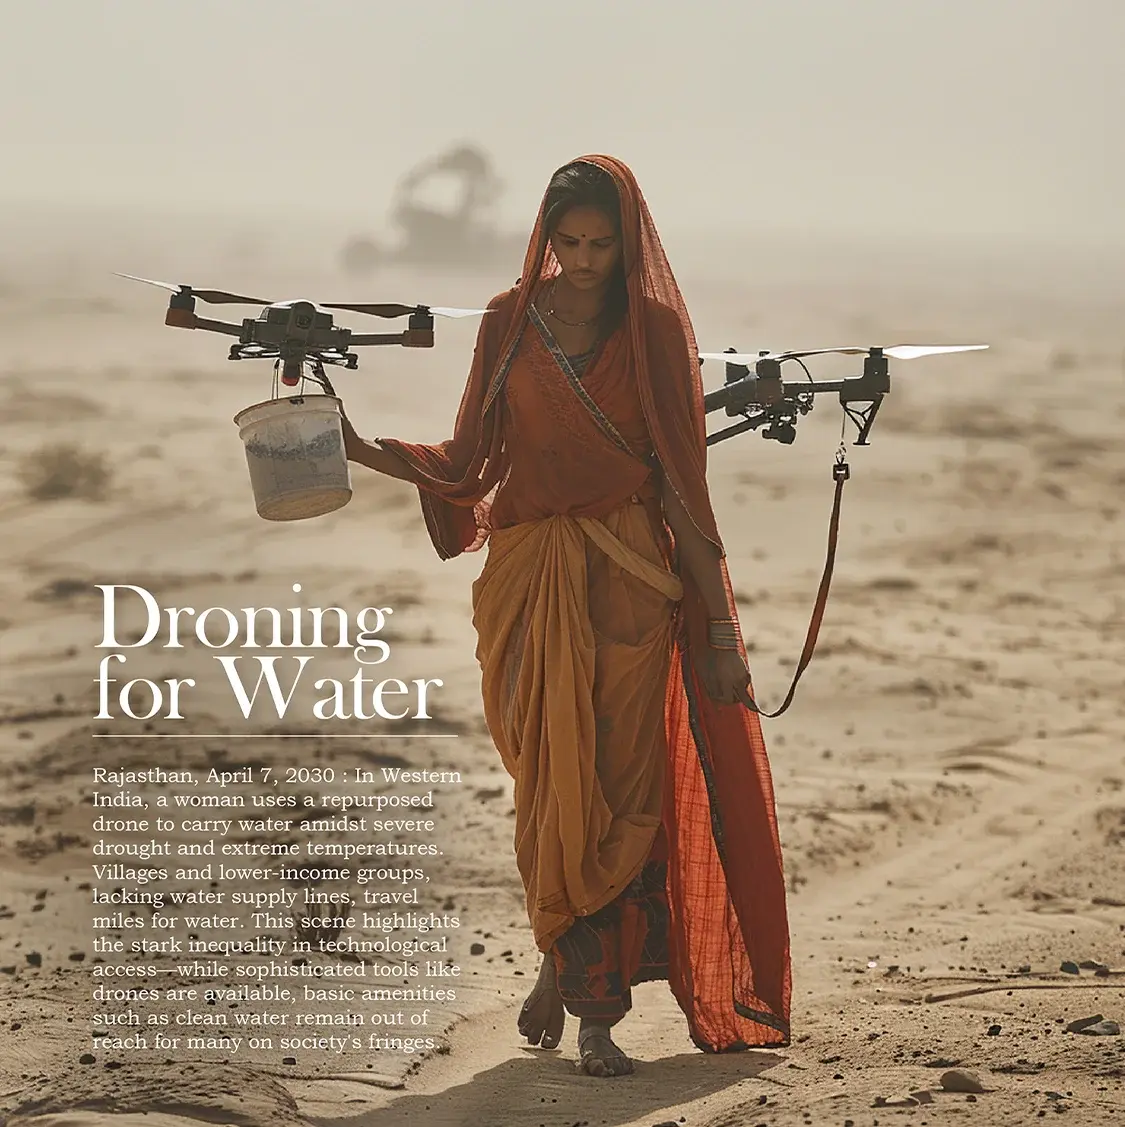 Droning
for Water
Rajasthan, April 7, 2030 : In Western
India, a woman uses a repurposed
drone to carry water amidst severe
drought and extreme temperatures.
Villages and lower-income groups,
lacking water supply lines, travel
miles for water. This scene highlights
the stark inequality in technological
access—while sophisticated tools like
drones are available, basic amenities
such as clean water remain out of
reach for many on society's fringes.